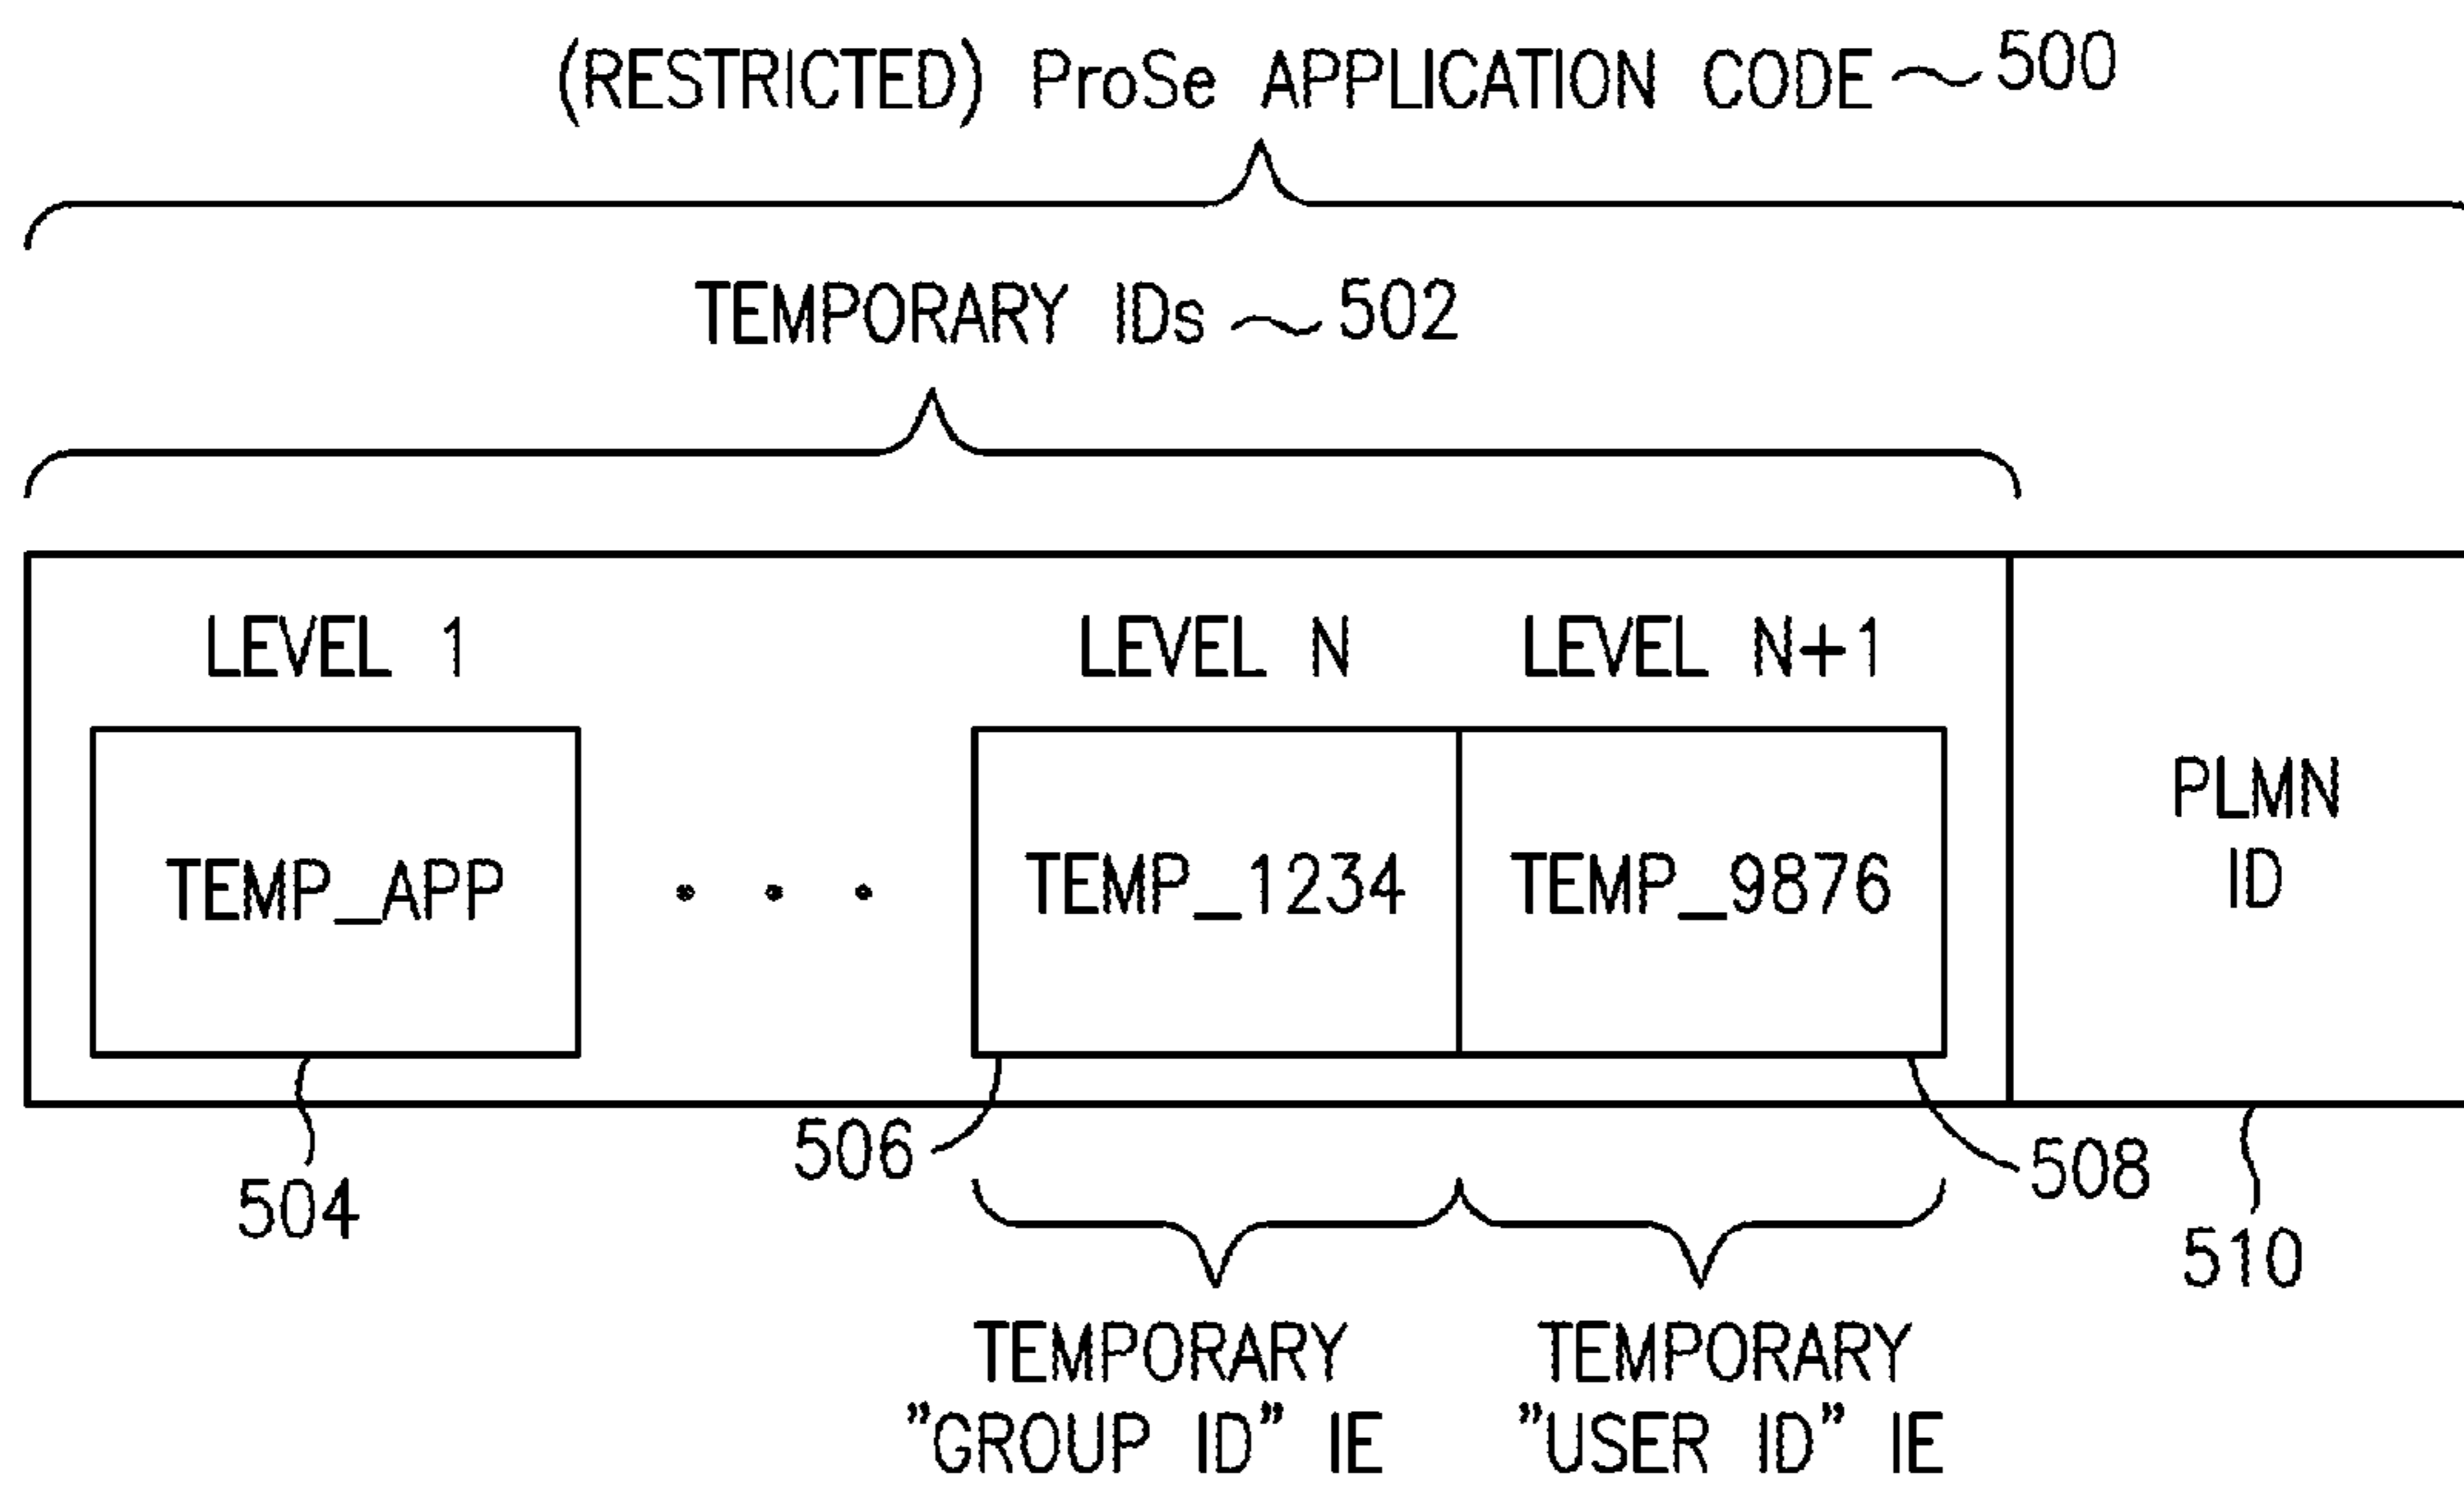 (RESTRICTED) ProSe APPLICATION CODE 500
TEMPORARY IDs 502
LEVEL 1
LEVEL N
LEVEL N+1
TEMP_APP
. . .
TEMP_1234
TEMP_9876
PLMN
ID
504
506
508
510
TEMPORARY
"GROUP ID" IE
TEMPORARY
"USER ID" IE